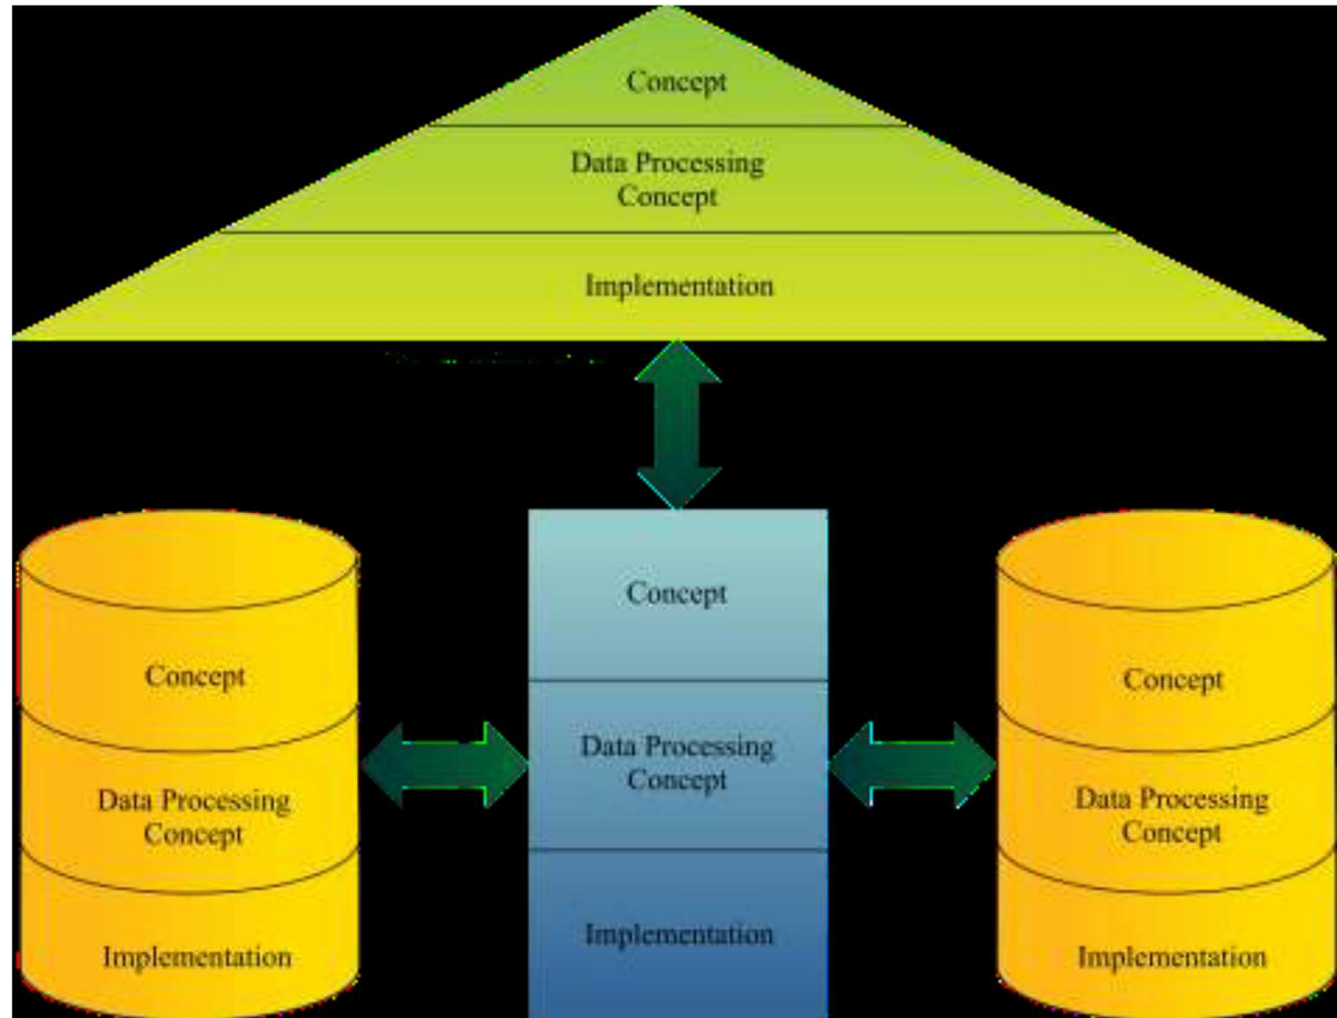 Concept
Data Processing
Concept
Implementation
Concept
Data Processing
Concept
Implementation
Concept
Data Processing
Concept
Implementation
Concept
Data Processing
Concept
Implementation